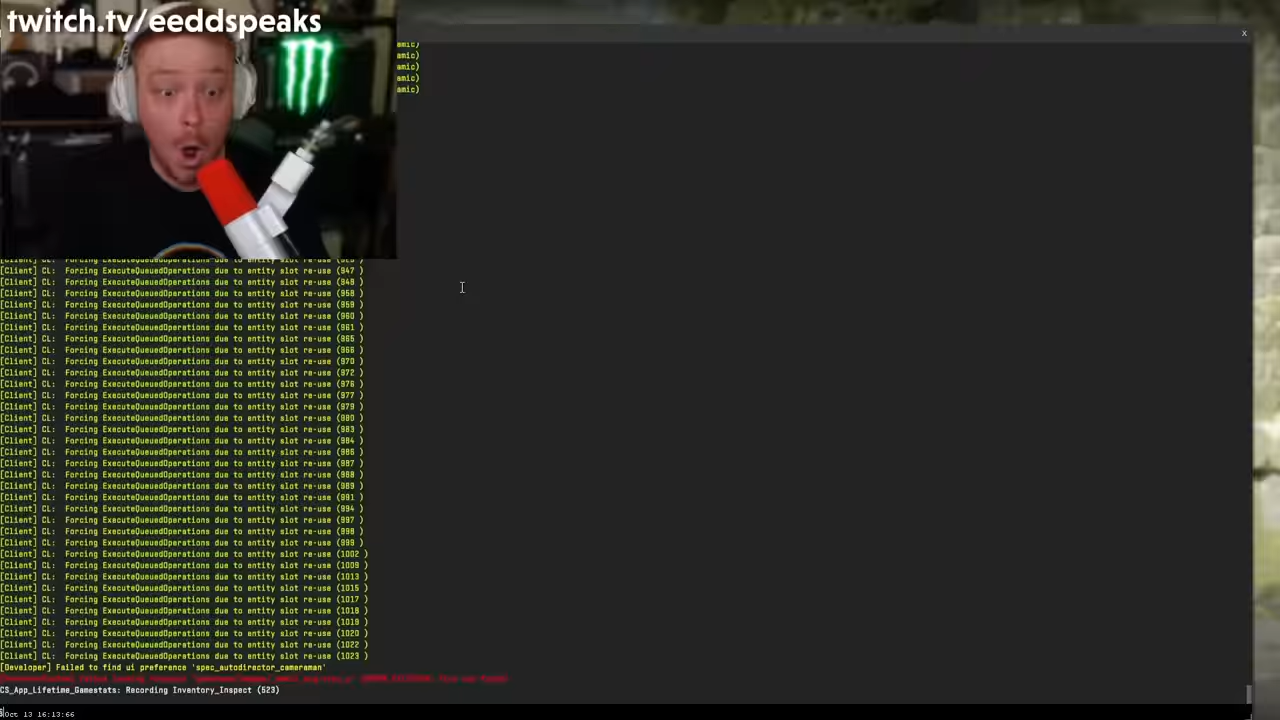 twitch.tv/eeddspeaks
x
amic)
amic)
amic)
amic)
amic)
[Client] CL: Forcing ExecuteQueuedOperations due to entity slot re-use (947 )
[Client] CL: Forcing ExecuteQueuedOperations due to entity slot re-use (948 )
[Client] CL: Forcing ExecuteQueuedOperations due to entity slot re-use (958 )
[Client] CL: Forcing ExecuteQueuedOperations due to entity slot re-use (959 )
[Client] CL: Forcing ExecuteQueuedOperations due to entity slot re-use (960 )
[Client] CL: Forcing ExecuteQueuedOperations due to entity slot re-use (961 )
[Client] CL: Forcing ExecuteQueuedOperations due to entity slot re-use (965 )
[Client] CL: Forcing ExecuteQueuedOperations due to entity slot re-use (966 )
[Client] CL: Forcing ExecuteQueuedOperations due to entity slot re-use (970 )
[Client] CL: Forcing ExecuteQueuedOperations due to entity slot re-use (972 )
[Client] CL: Forcing ExecuteQueuedOperations due to entity slot re-use (976 )
[Client] CL: Forcing ExecuteQueuedOperations due to entity slot re-use (977 )
[Client] CL: Forcing ExecuteQueuedOperations due to entity slot re-use (979 )
[Client] CL: Forcing ExecuteQueuedOperations due to entity slot re-use (980 )
[Client] CL: Forcing ExecuteQueuedOperations due to entity slot re-use (983 )
[Client] CL: Forcing ExecuteQueuedOperations due to entity slot re-use (984 )
[Client] CL: Forcing ExecuteQueuedOperations due to entity slot re-use (986 )
[Client] CL: Forcing ExecuteQueuedOperations due to entity slot re-use (987 )
[Client] CL: Forcing ExecuteQueuedOperations due to entity slot re-use (988 )
[Client] CL: Forcing ExecuteQueuedOperations due to entity slot re-use (989 )
[Client] CL: Forcing ExecuteQueuedOperations due to entity slot re-use (991 )
[Client] CL: Forcing ExecuteQueuedOperations due to entity slot re-use (994 )
[Client] CL: Forcing ExecuteQueuedOperations due to entity slot re-use (997 )
[Client] CL: Forcing ExecuteQueuedOperations due to entity slot re-use (998 )
[Client] CL: Forcing ExecuteQueuedOperations due to entity slot re-use (999 )
[Client] CL: Forcing ExecuteQueuedOperations due to entity slot re-use (1002 )
[Client] CL: Forcing ExecuteQueuedOperations due to entity slot re-use (1009 )
[Client] CL: Forcing ExecuteQueuedOperations due to entity slot re-use (1013 )
[Client] CL: Forcing ExecuteQueuedOperations due to entity slot re-use (1015 )
[Client] CL: Forcing ExecuteQueuedOperations due to entity slot re-use (1017 )
[Client] CL: Forcing ExecuteQueuedOperations due to entity slot re-use (1018 )
[Client] CL: Forcing ExecuteQueuedOperations due to entity slot re-use (1019 )
[Client] CL: Forcing ExecuteQueuedOperations due to entity slot re-use (1020 )
[Client] CL: Forcing ExecuteQueuedOperations due to entity slot re-use (1022 )
[Client] CL: Forcing ExecuteQueuedOperations due to entity slot re-use (1023 )
[Developer] Failed to find ui preference 'spec_autodirector_cameraman'
CS_App_Lifetime_Gamestats: Recording Inventory_Inspect (523)
Oct 13 16:13:66